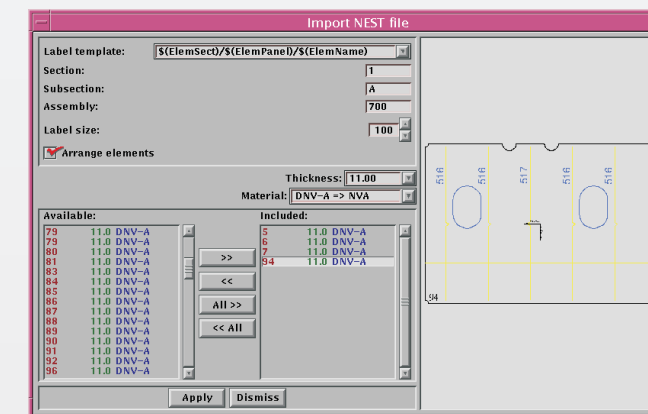 Import NEST file
Label template: $(ElemSect)/$(ElemPanel)/$(ElemName)
Section: 1
Subsection: A
Assembly: 700
Label size: 100
Arrange elements
Thickness: 11.00
Material: DNV-A => NVA
Available:
79 11.0 DNV-A
79 11.0 DNV-A
80 11.0 DNV-A
81 11.0 DNV-A
83 11.0 DNV-A
84 11.0 DNV-A
85 11.0 DNV-A
86 11.0 DNV-A
87 11.0 DNV-A
88 11.0 DNV-A
89 11.0 DNV-A
90 11.0 DNV-A
91 11.0 DNV-A
92 11.0 DNV-A
96 11.0 DNV-A
>>
<<
All >>
<< All
Included:
5 11.0 DNV-A
6 11.0 DNV-A
7 11.0 DNV-A
94 11.0 DNV-A
Apply Dismiss
516 516 517 516 516
94